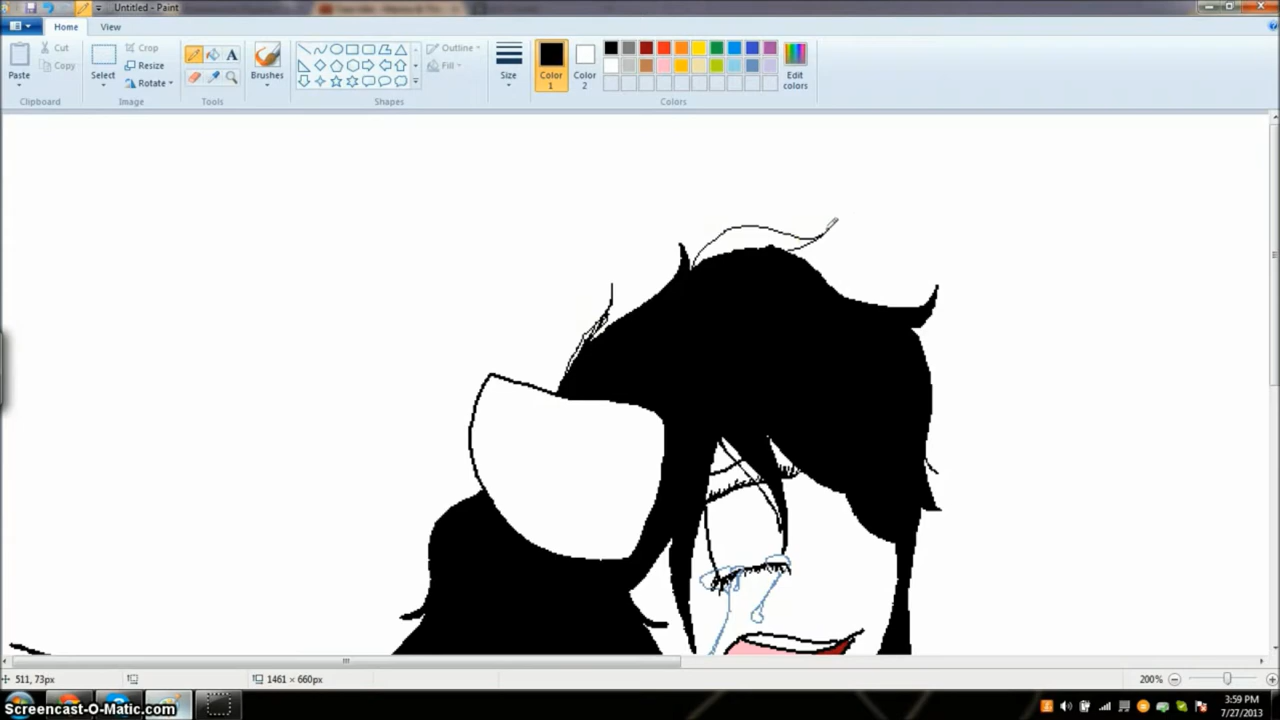 Untitled - Paint
Home View
Paste
Cut
Copy
Clipboard
Select
Crop
Resize
Rotate
Image
A
Tools
Brushes
Outline
Fill
Shapes
Size
Color 1
Color 2
Edit colors
Colors
511, 73px
1461 × 660px
200%
Screencast-O-Matic.com
3:59 PM
7/27/2013